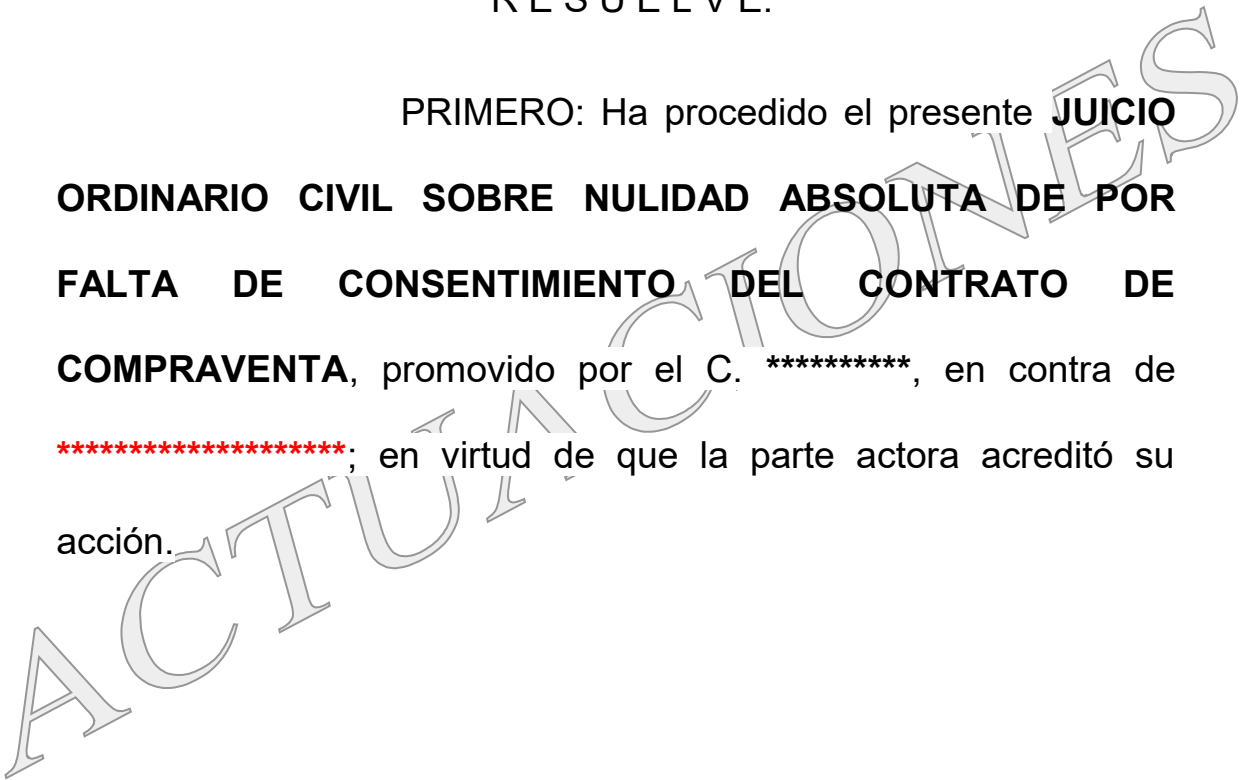 R E S U E L V E:
PRIMERO: Ha procedido el presente JUICIO
ORDINARIO CIVIL SOBRE NULIDAD ABSOLUTA DE POR
FALTA DE CONSENTIMIENTO DEL CONTRATO DE
COMPRAVENTA, promovido por el C. **********, en contra de
********************; en virtud de que la parte actora acreditó su
acción.
ACTUACIONES